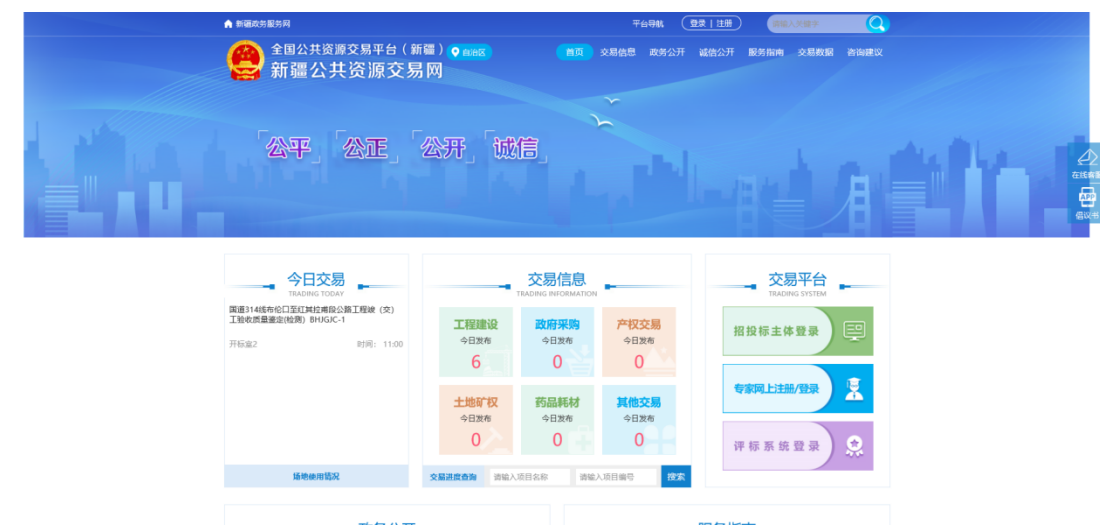 新疆政务服务网
平台导航
登录 | 注册
请输入关键字
全国公共资源交易平台（新疆）
自治区
新疆公共资源交易网
首页 交易信息 政务公开 诚信公开 服务指南 交易数据 咨询建议
公平 公正 公开 诚信
在线客服
APP
倡议书
今日交易
TRADING TODAY
国道314线布伦口至红其拉甫段公路工程竣（交）
工验收质量鉴定(检测）BHJGJC-1
开标室2
时间： 11:00
场地使用情况
交易信息
TRADING INFORMATION
工程建设 政府采购 产权交易
今日发布 今日发布 今日发布
6 0 0
土地矿权 药品耗材 其他交易
今日发布 今日发布 今日发布
0 0 0
交易进度查询 请输入项目名称 请输入项目编号 搜索
交易平台
TRADING SYSTEM
招投标主体登录
专家网上注册/登录
评标系统登录